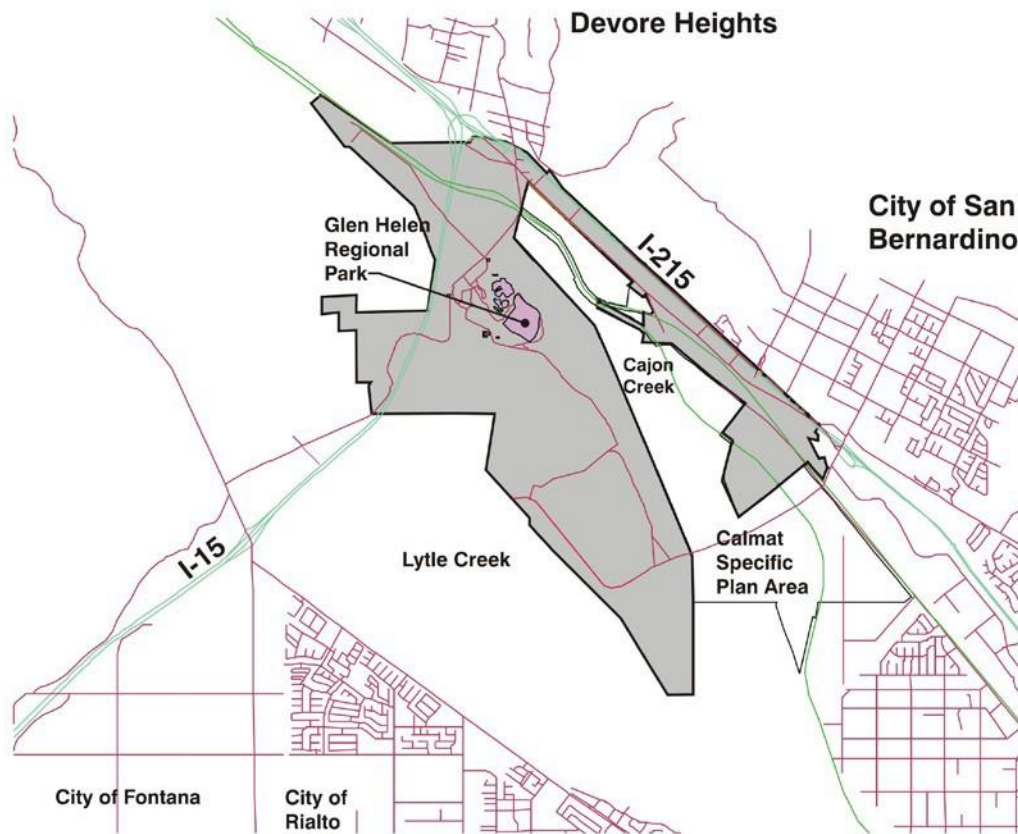 Devore Heights
City of San
Bernardino
Glen Helen
Regional
Park
I-215
Cajon
Creek
I-15
Lytle Creek
Calmat
Specific
Plan Area
City of Fontana
City of
Rialto